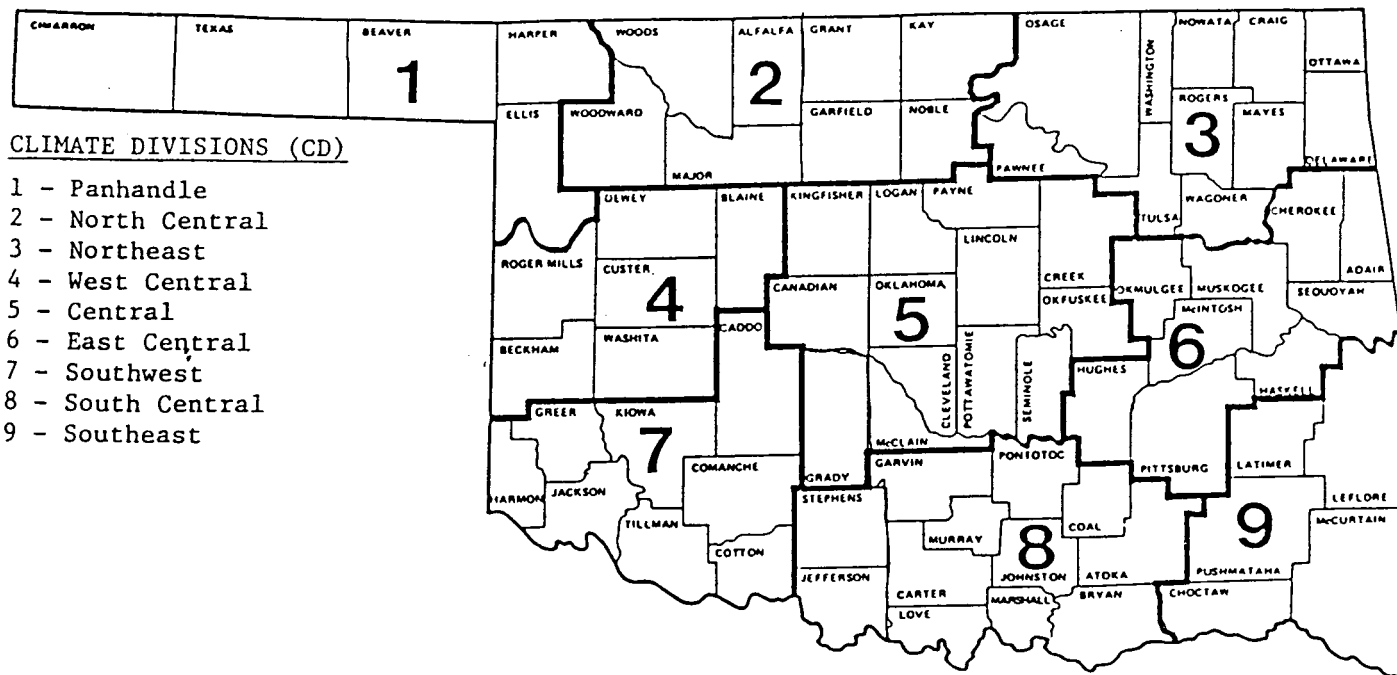 CIMARRON
TEXAS
BEAVER
HARPER
WOODS
ALFALFA
GRANT
KAY
OSAGE
NOWATA
CRAIG
OTTAWA
WASHINGTON
1
2
ELLIS
WOODWARD
GARFIELD
NOBLE
ROGERS
MAYES
3
CLIMATE DIVISIONS (CD)
1 - Panhandle
2 - North Central
3 - Northeast
4 - West Central
5 - Central
6 - East Central
7 - Southwest
8 - South Central
9 - Southeast
MAJOR
PAWNEE
DELAWARE
DEWEY
BLAINE
KINGFISHER
LOGAN
PAYNE
TULSA
WAGONER
CHEROKEE
LINCOLN
ROGER MILLS
CUSTER
4
CANADIAN
OKLAHOMA
5
CREEK
OKFUSKEE
OKMULGEE
MUSKOGEE
McINTOSH
6
SEQUOYAH
ADAIR
BECKHAM
WASHITA
CADDO
CLEVELAND
POTTAWATOMIE
SEMINOLE
HUGHES
HASKELL
GREER
KIOWA
7
McCLAIN
GARVIN
PONTOTOC
PITTSBURG
LATIMER
HARMON
JACKSON
COMANCHE
GRADY
STEPHENS
LEFLORE
McCURTAIN
TILLMAN
COTTON
MURRAY
8
COAL
9
JEFFERSON
CARTER
JOHNSTON
ATOKA
PUSHMATAHA
LOVE
MARSHALL
BRYAN
CHOCTAW